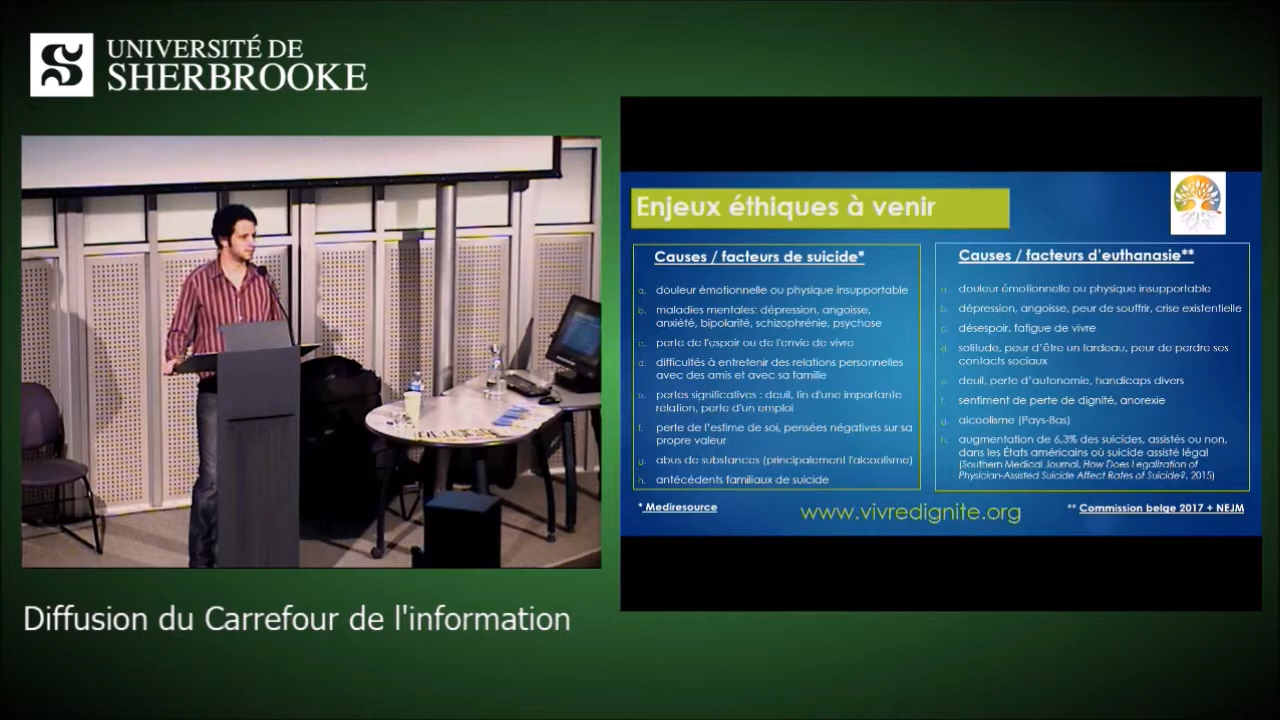 UNIVERSITÉ DE
SHERBROOKE
Enjeux éthiques à venir
Causes / facteurs de suicide*
a. douleur émotionnelle ou physique insupportable
b. maladies mentales: dépression, angoisse,
anxiété, bipolarité, schizophrénie, psychose
c. perte de l'espoir ou de l'envie de vivre
d. difficultés à entretenir des relations personnelles
avec des amis et avec sa famille
e. pertes significatives : deuil, fin d'une importante
relation, perte d'un emploi
f. perte de l'estime de soi, pensées négatives sur sa
propre valeur
g. abus de substances (principalement l'alcoolisme)
h. antécédents familiaux de suicide
* Mediresource
Causes / facteurs d'euthanasie**
a. douleur émotionnelle ou physique insupportable
b. dépression, angoisse, peur de souffrir, crise existentielle
c. désespoir, fatigue de vivre
d. solitude, peur d'être un fardeau, peur de perdre ses
contacts sociaux
e. deuil, perte d'autonomie, handicaps divers
f. sentiment de perte de dignité, anorexie
g. alcoolisme (Pays-Bas)
h. augmentation de 6,3% des suicides, assistés ou non,
dans les États américains où suicide assisté légal
(Southern Medical Journal, How Does Legalization of
Physician-Assisted Suicide Affect Rates of Suicide?, 2015)
www.vivredignite.org
** Commission belge 2017 + NEJM
Diffusion du Carrefour de l'information